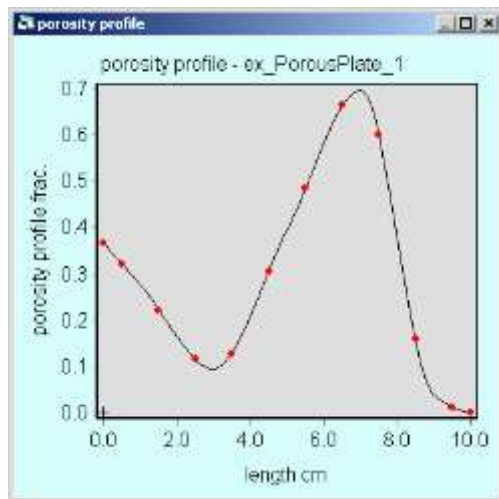 porosity profile
porosity profile - ex_PorousPlate_1
0.7
0.6
0.5
0.4
0.3
0.2
0.1
0.0
porosity profile frac.
0.0 2.0 4.0 6.0 8.0 10.0
length cm